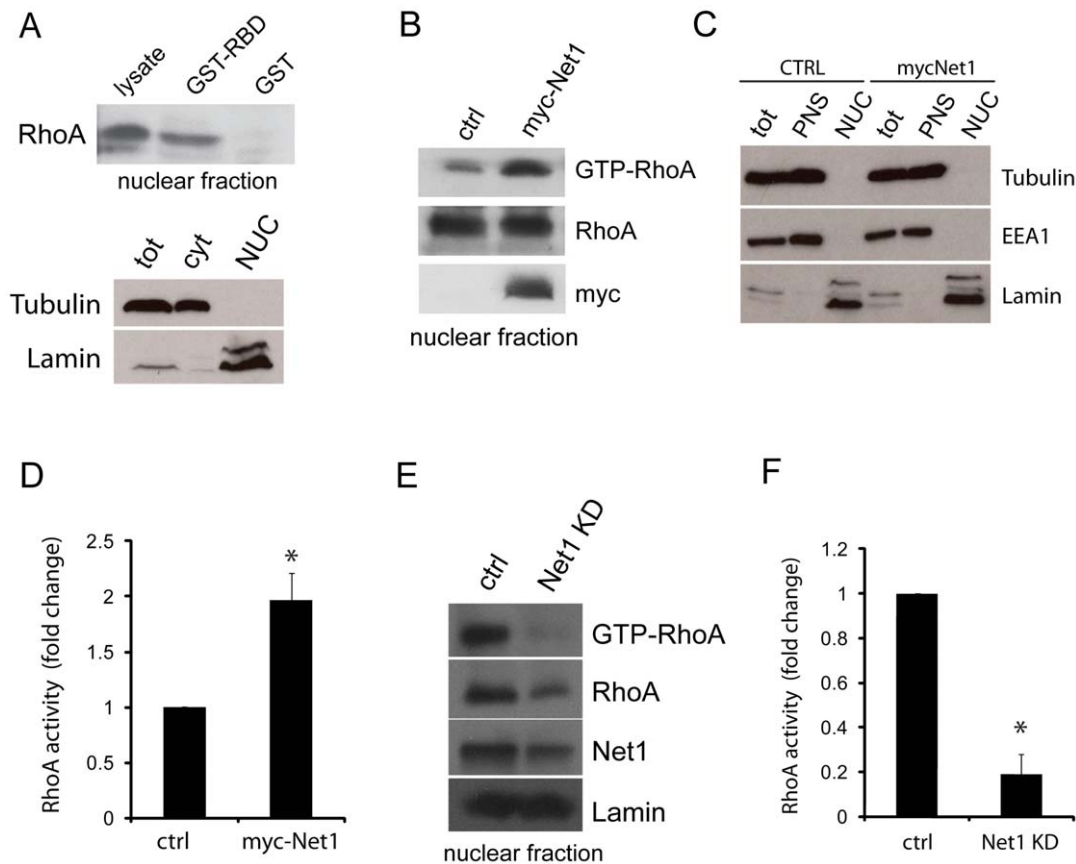 A
lysate GST-RBD GST
RhoA
nuclear fraction
tot cyt NUC
Tubulin
Lamin
B
ctrl myc-Net1
GTP-RhoA
RhoA
myc
nuclear fraction
C
CTRL mycNet1
tot PNS NUC tot PNS NUC
Tubulin
EEA1
Lamin
D
RhoA activity (fold change)
2.5
2
1.5
1
0.5
0
*
ctrl myc-Net1
E
ctrl Net1 KD
GTP-RhoA
RhoA
Net1
Lamin
nuclear fraction
F
RhoA activity (fold change)
1.2
1
0.8
0.6
0.4
0.2
0
*
ctrl Net1 KD